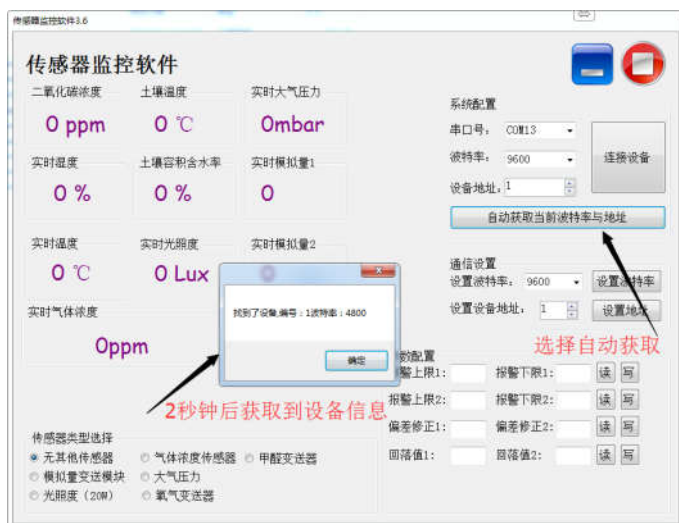 传感器监控软件3.6
传感器监控软件
二氧化碳浓度 土壤温度 实时大气压力
0 ppm 0 ℃ 0mbar
实时湿度 土壤容积含水率 实时模拟量1
0 % 0 % 0
实时温度 实时光照度 实时模拟量2
0 ℃ 0 Lux 0
实时气体浓度
0ppm
系统配置
串口号: COM13
波特率: 9600
设备地址: 1
连接设备
自动获取当前波特率与地址
通信设置
设置波特率: 9600 设置波特率
设置设备地址: 1 设置地址
选择自动获取
找到了设备,编号：1波特率：4800
确定
2秒钟后获取到设备信息
参数配置
报警上限1: 报警下限1: 读 写
报警上限2: 报警下限2: 读 写
偏差修正1: 偏差修正2: 读 写
回落值1: 回落值2: 读 写
传感器类型选择
无其他传感器 气体浓度传感器 甲醛变送器
模拟量变送模块 大气压力
光照度（20W） 氧气变送器